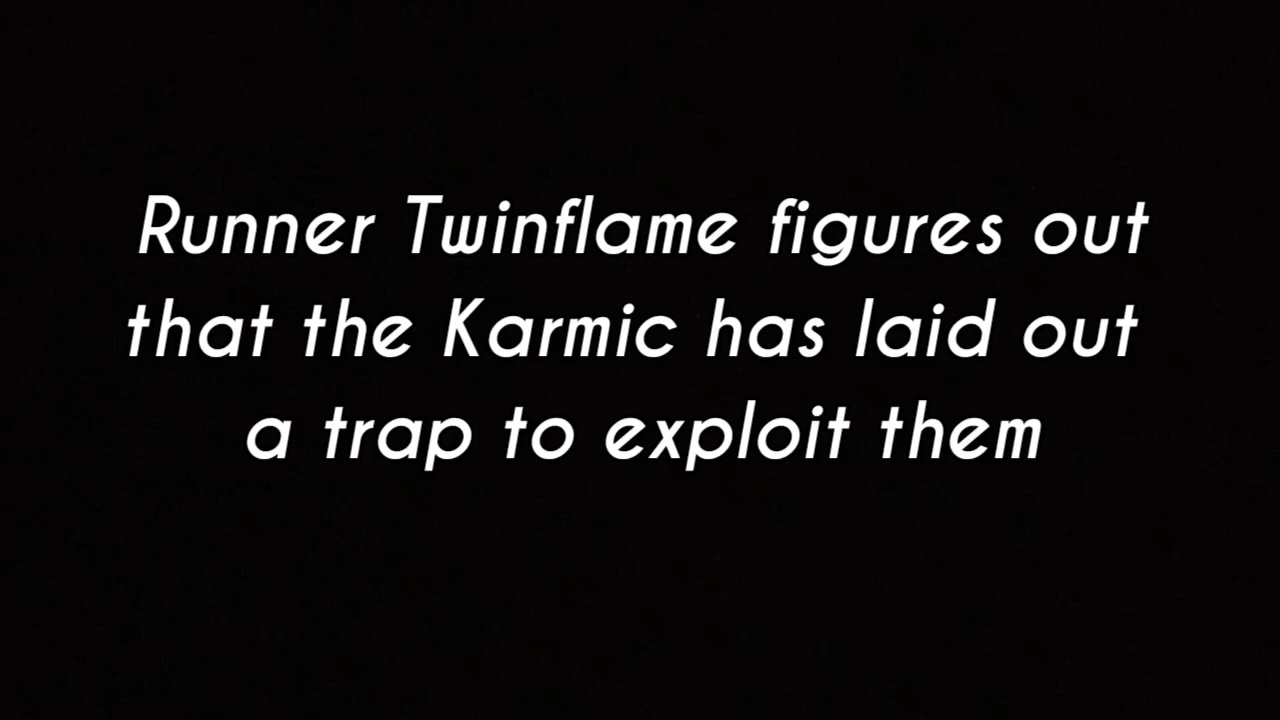 Runner Twinflame figures out
that the Karmic has laid out
a trap to exploit them